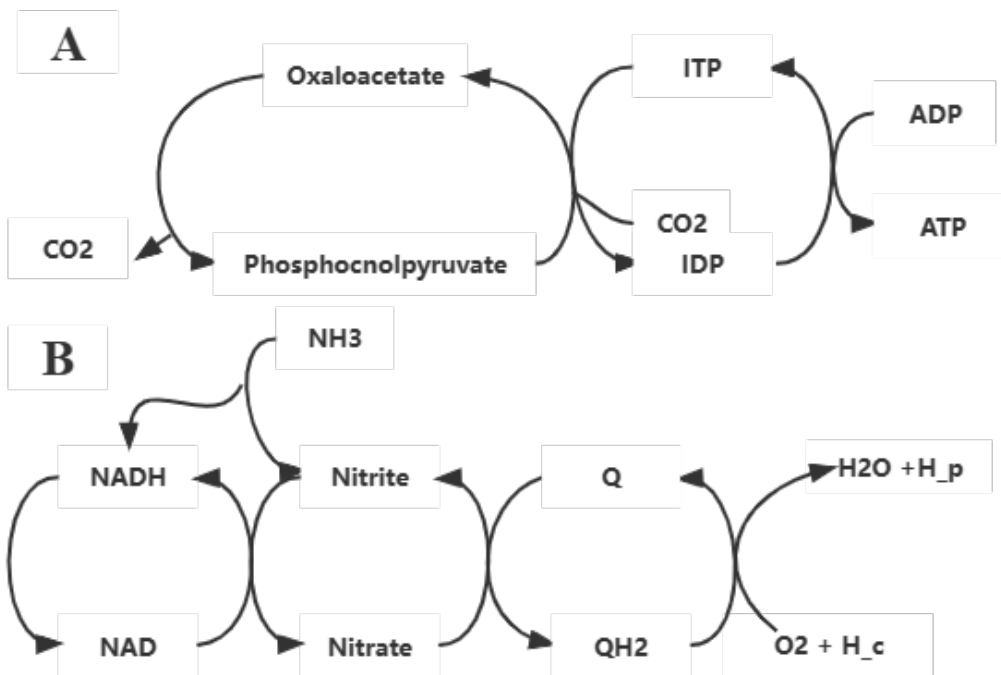 A
Oxaloacetate
ITP
ADP
CO2
CO2
ATP
Phosphocnolpyruvate
IDP
B
NH3
NADH
Nitrite
Q
H2O +H_p
NAD
Nitrate
QH2
O2 + H_c